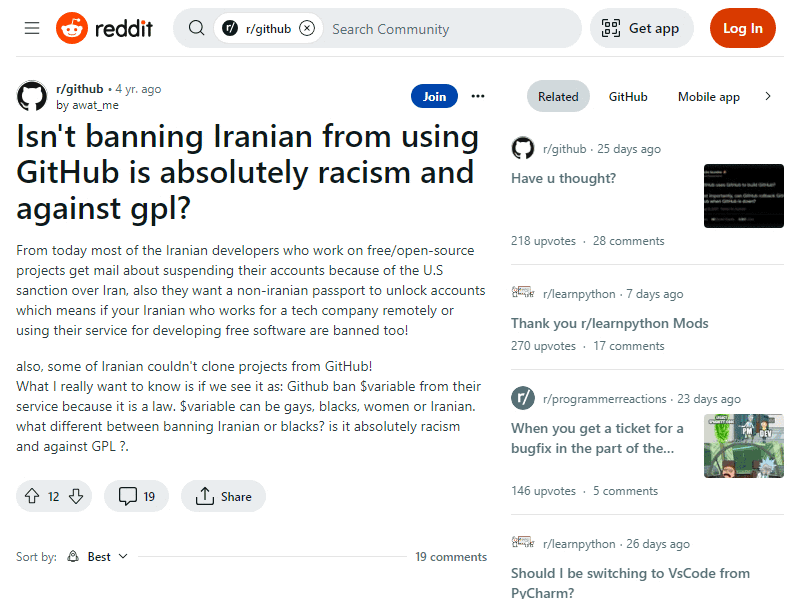 reddit
r/github
Search Community
Get app
Log In
r/github • 4 yr. ago
by awat_me
Join
Isn't banning Iranian from using
GitHub is absolutely racism and
against gpl?
From today most of the Iranian developers who work on free/open-source
projects get mail about suspending their accounts because of the U.S
sanction over Iran, also they want a non-iranian passport to unlock accounts
which means if your Iranian who works for a tech company remotely or
using their service for developing free software are banned too!
also, some of Iranian couldn't clone projects from GitHub!
What I really want to know is if we see it as: Github ban $variable from their
service because it is a law. $variable can be gays, blacks, women or Iranian.
what different between banning Iranian or blacks? is it absolutely racism
and against GPL ?.
12
19
Share
Sort by:
Best
19 comments
Related
GitHub
Mobile app
r/github · 25 days ago
Have u thought?
218 upvotes · 28 comments
r/learnpython · 7 days ago
Thank you r/learnpython Mods
270 upvotes · 17 comments
r/programmerreactions · 23 days ago
When you get a ticket for a
bugfix in the part of the...
PM
DEV
146 upvotes · 5 comments
r/learnpython · 26 days ago
Should I be switching to VsCode from
PyCharm?